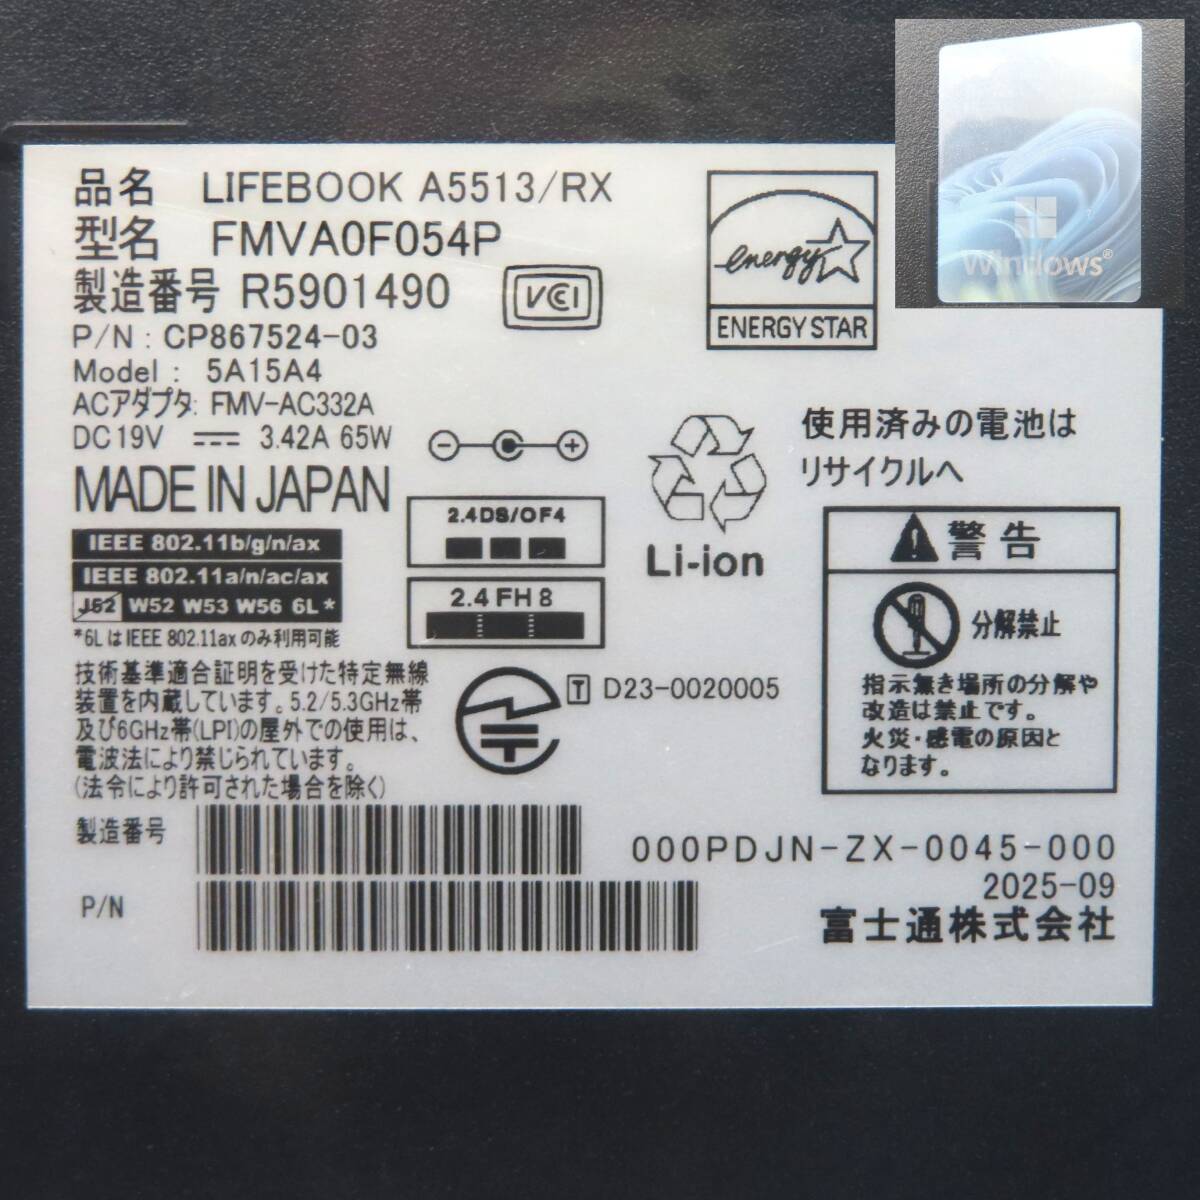 品名 LIFEBOOK A5513/RX
型名 FMVA0F054P
製造番号 R5901490
VCCI
P/N : CP867524-03
Model : 5A15A4
ACアダプタ: FMV-AC332A
DC19V 3.42A 65W
MADE IN JAPAN
energy
ENERGY STAR
Windows®
使用済みの電池は
リサイクルへ
Li-ion
2.4DS/OF4
2.4 FH 8
IEEE 802.11b/g/n/ax
IEEE 802.11a/n/ac/ax
J52 W52 W53 W56 6L*
*6L は IEEE 802.11ax のみ利用可能
技術基準適合証明を受けた特定無線
装置を内蔵しています。5.2/5.3GHz帯
及び6GHz帯(LPI)の屋外での使用は、
電波法により禁じられています。
(法令により許可された場合を除く)
T D23-0020005
警告
分解禁止
指示無き場所の分解や
改造は禁止です。
火災・感電の原因と
なります。
製造番号
P/N
000PDJN-ZX-0045-000
2025-09
富士通株式会社